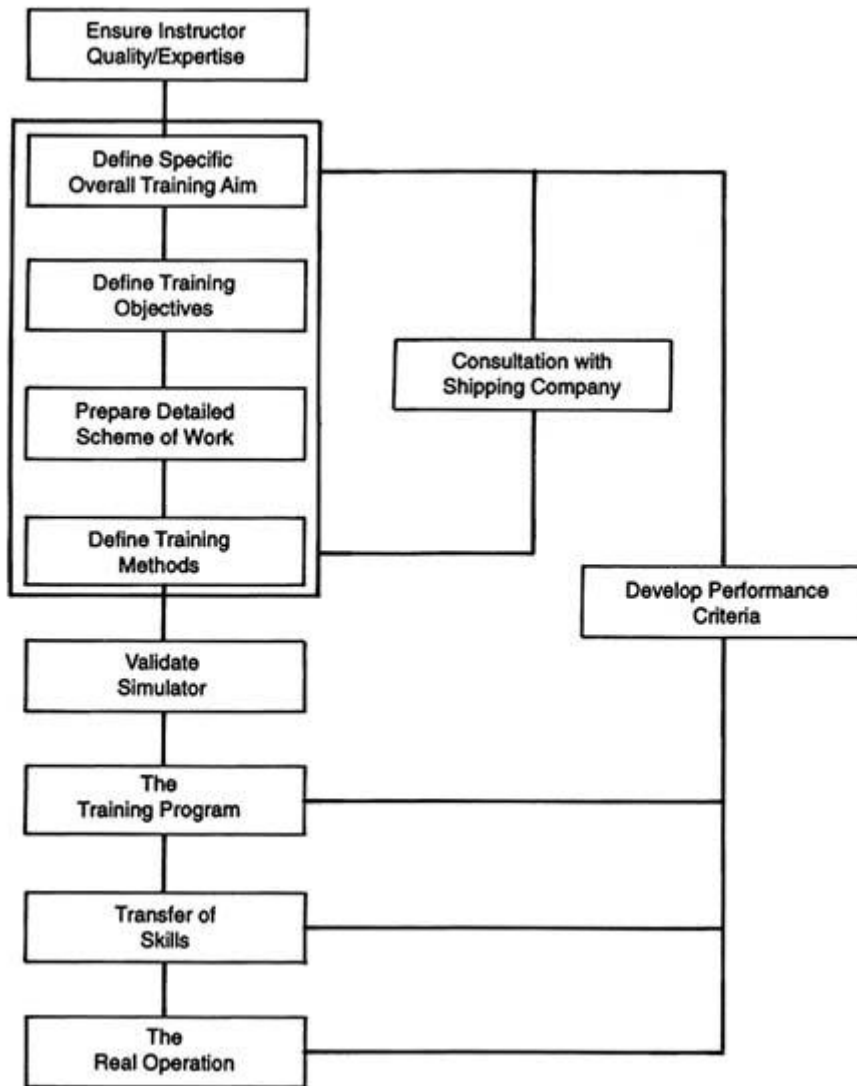 Ensure Instructor
Quality/Expertise
Define Specific
Overall Training Aim
Define Training
Objectives
Consultation with
Shipping Company
Prepare Detailed
Scheme of Work
Define Training
Methods
Develop Performance
Criteria
Validate
Simulator
The
Training Program
Transfer of
Skills
The
Real Operation